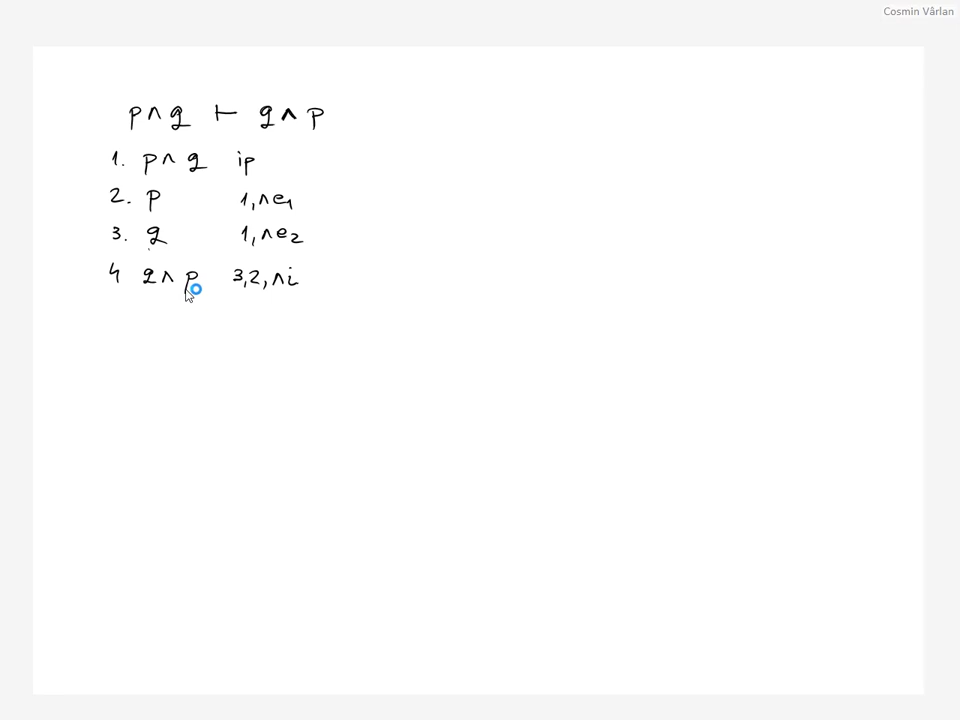 Cosmin Vârlan
p ∧ q ⊢ q ∧ p
1. p ∧ q ip
2. p 1, ∧e1
3. q 1, ∧e2
4 q ∧ p 3,2, ∧i